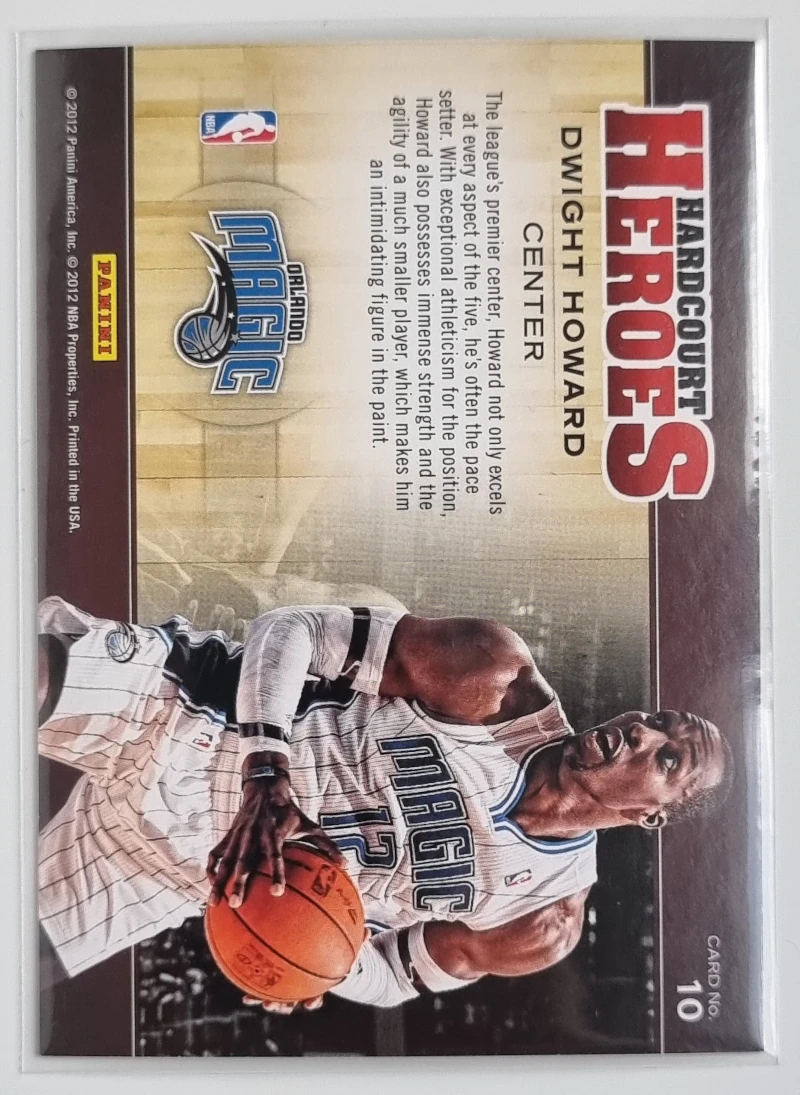 HARDCOURT
HEROES
DWIGHT HOWARD
CENTER
The league's premier center, Howard not only excels
at every aspect of the five, he's often the pace
setter. With exceptional athleticism for the position,
Howard also possesses immense strength and the
agility of a much smaller player, which makes him
an intimidating figure in the paint.
NBA
ORLANDO
MAGIC
PANINI
© 2012 Panini America, Inc. © 2012 NBA Properties, Inc. Printed in the USA.
CARD No.
10
MAGIC
12